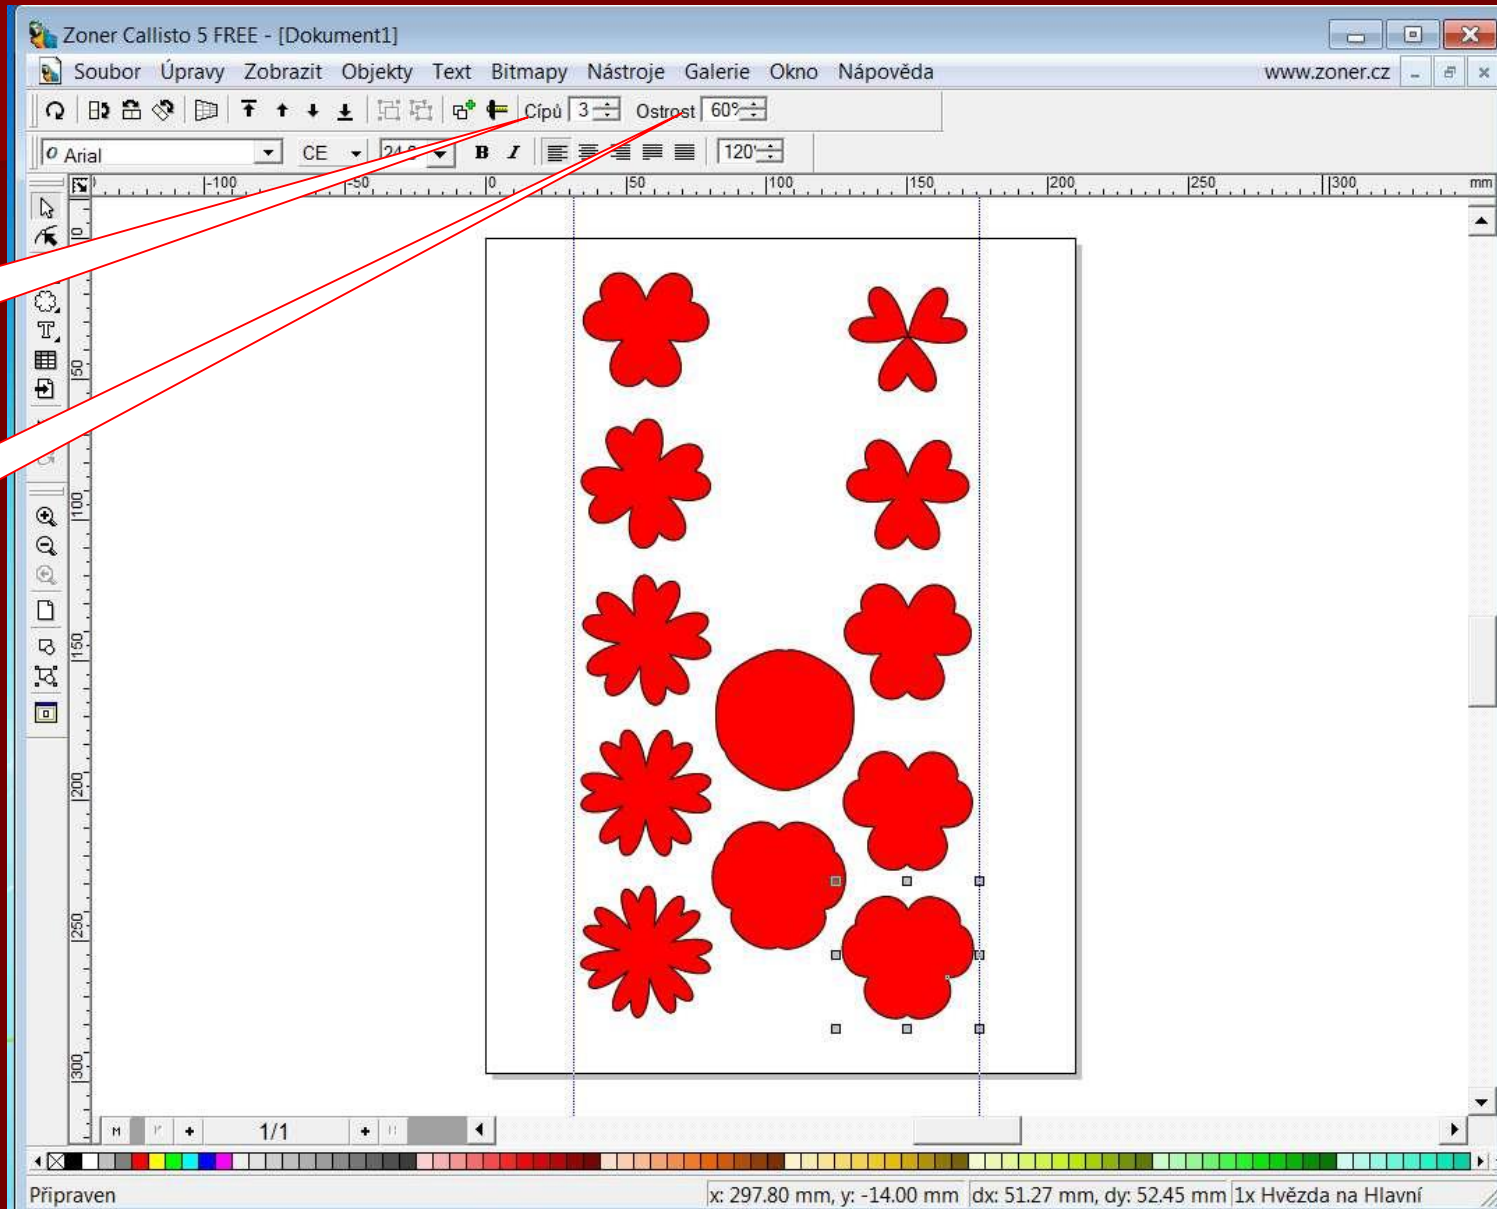 Zoner Callisto 5 FREE - [Dokument1]
Soubor Úpravy Zobrazit Objekty Text Bitmapy Nástroje Galerie Okno Nápověda www.zoner.cz
Cípů 3 Ostrost 60°
Arial CE B I 120
-100 -50 0 50 100 150 200 250 300 mm
0
50
100
150
200
250
300
1/1
Připraven x: 297.80 mm, y: -14.00 mm dx: 51.27 mm, dy: 52.45 mm 1x Hvězda na Hlavní